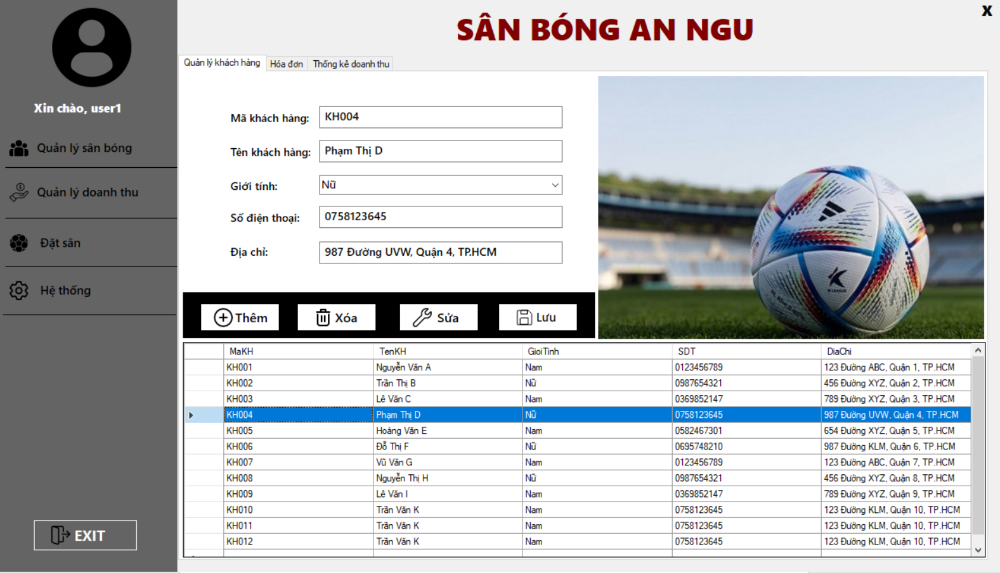 X
SÂN BÓNG AN NGU
Xin chào, user1
Quản lý sân bóng
Quản lý doanh thu
Đặt sân
Hệ thống
EXIT
Quản lý khách hàng Hóa đơn Thống kê doanh thu
Mã khách hàng: KH004
Tên khách hàng: Phạm Thị D
Giới tính: Nữ
Số điện thoại: 0758123645
Địa chỉ: 987 Đường UVW, Quận 4, TP.HCM
K LEAGUE
Thêm Xóa Sửa Lưu
MaKH TenKH GioiTinh SDT DiaChi
KH001 Nguyễn Văn A Nam 0123456789 123 Đường ABC, Quận 1, TP.HCM
KH002 Trần Thị B Nữ 0987654321 456 Đường XYZ, Quận 2, TP.HCM
KH003 Lê Văn C Nam 0369852147 789 Đường XYZ, Quận 3, TP.HCM
KH004 Phạm Thị D Nữ 0758123645 987 Đường UVW, Quận 4, TP.HCM
KH005 Hoàng Văn E Nam 0582467301 654 Đường XYZ, Quận 5, TP.HCM
KH006 Đỗ Thị F Nữ 0695748210 987 Đường KLM, Quận 6, TP.HCM
KH007 Vũ Văn G Nam 0123456789 123 Đường ABC, Quận 7, TP.HCM
KH008 Nguyễn Thị H Nữ 0987654321 456 Đường XYZ, Quận 8, TP.HCM
KH009 Lê Văn I Nam 0369852147 789 Đường XYZ, Quận 9, TP.HCM
KH010 Trần Văn K Nam 0758123645 123 Đường KLM, Quận 10, TP.HCM
KH011 Trần Văn K Nam 0758123645 123 Đường KLM, Quận 10, TP.HCM
KH012 Trần Văn K Nam 0758123645 123 Đường KLM, Quận 10, TP.HCM